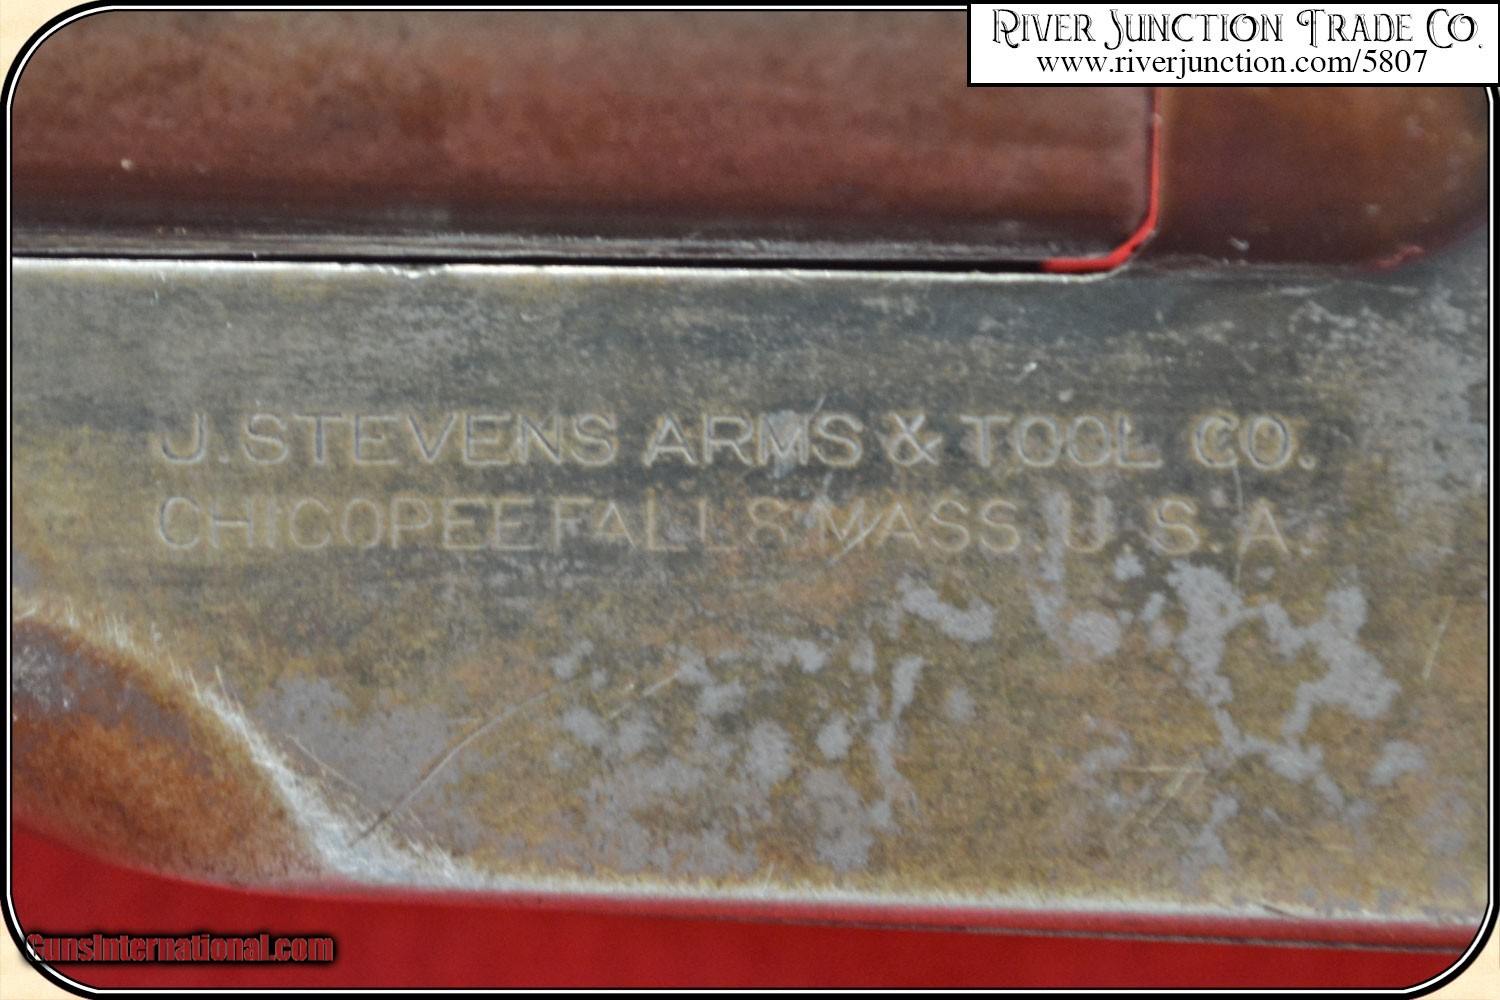 RIVER JUNCTION TRADE CO.
www.riverjunction.com/5807
J. STEVENS ARMS & TOOL CO.
CHICOPEE FALLS MASS. U. S. A.
GunsInternational.com